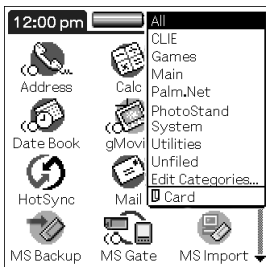 12:00 pm
All
CLIE
Games
Main
Palm.Net
PhotoStand
System
Utilities
Unfiled
Edit Categories...
Card
Address
Calc
Date Book
gMovi
HotSync
Mail
MS Backup
MS Gate
MS Import